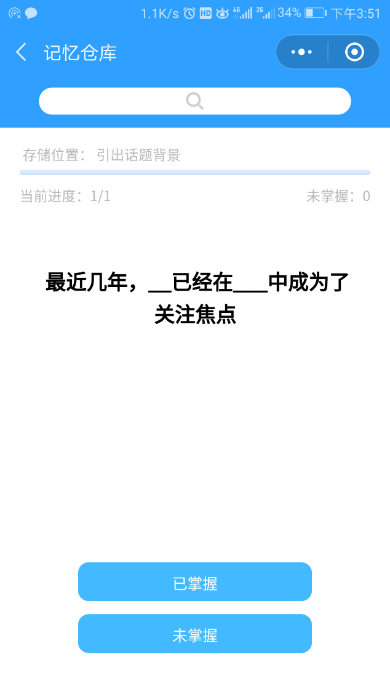 1.1K/s HD 4G 2G 34% 下午3:51
记忆仓库
存储位置： 引出话题背景
当前进度：1/1 未掌握：0
最近几年，__已经在___中成为了
关注焦点
已掌握
未掌握